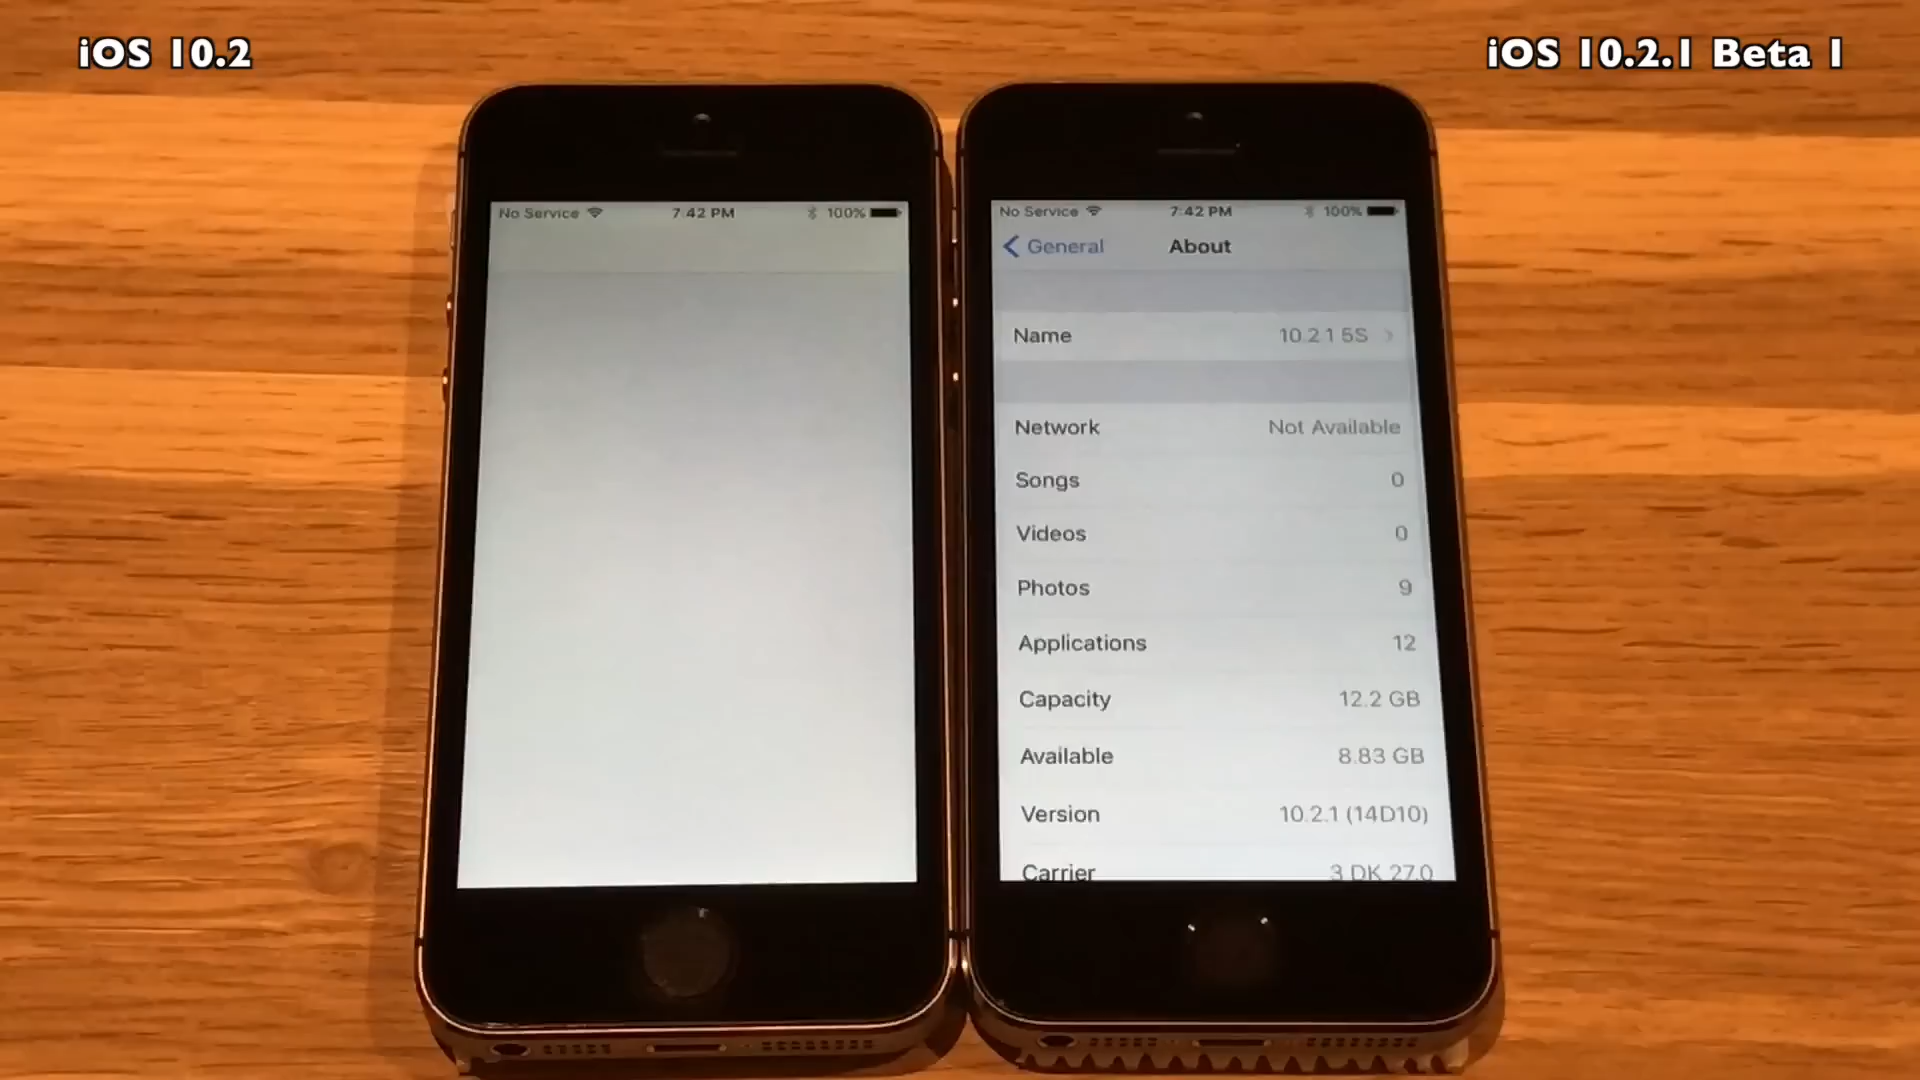 iOS 10.2
iOS 10.2.1 Beta 1
No Service 7:42 PM 100%
No Service 7:42 PM 100%
General About
Name 10.2.1 5S
Network Not Available
Songs 0
Videos 0
Photos 9
Applications 12
Capacity 12.2 GB
Available 8.83 GB
Version 10.2.1 (14D10)
Carrier 3 DK 27.0